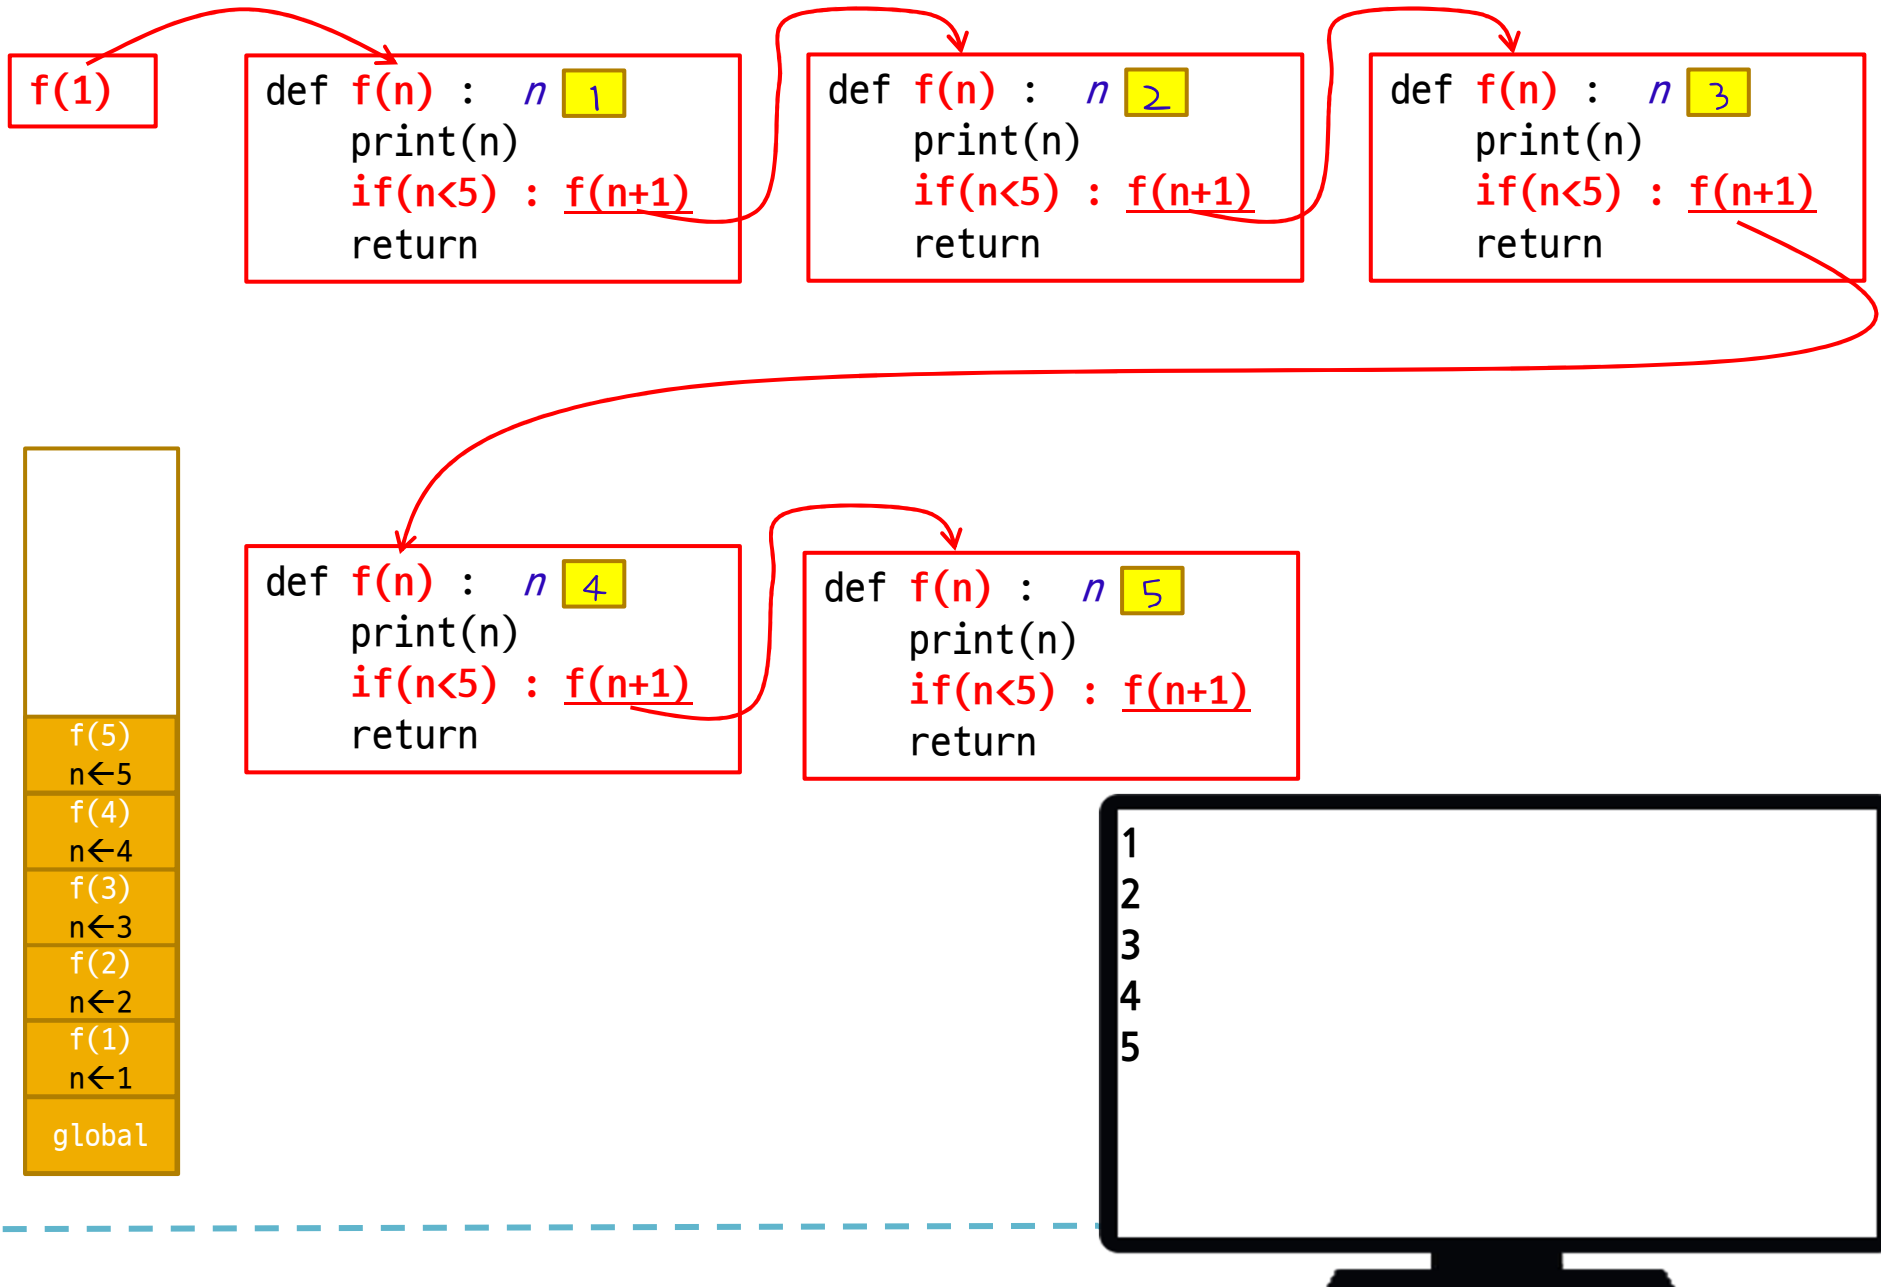 f(1)
def f(n) : n 1
print(n)
if(n<5) : f(n+1)
return
def f(n) : n 2
print(n)
if(n<5) : f(n+1)
return
def f(n) : n 3
print(n)
if(n<5) : f(n+1)
return
def f(n) : n 4
print(n)
if(n<5) : f(n+1)
return
def f(n) : n 5
print(n)
if(n<5) : f(n+1)
return
f(5)
n←5
f(4)
n←4
f(3)
n←3
f(2)
n←2
f(1)
n←1
global
1
2
3
4
5